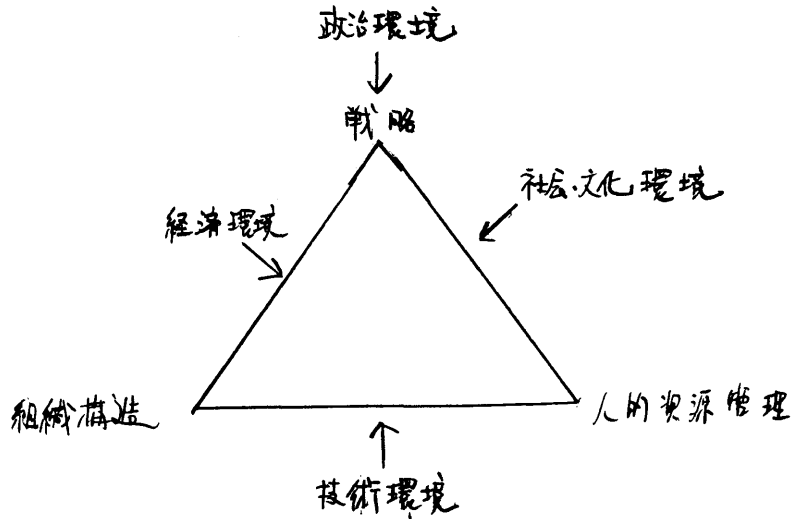 政治環境
戦略
社会・文化環境
経済環境
組織構造
人的資源管理
技術環境